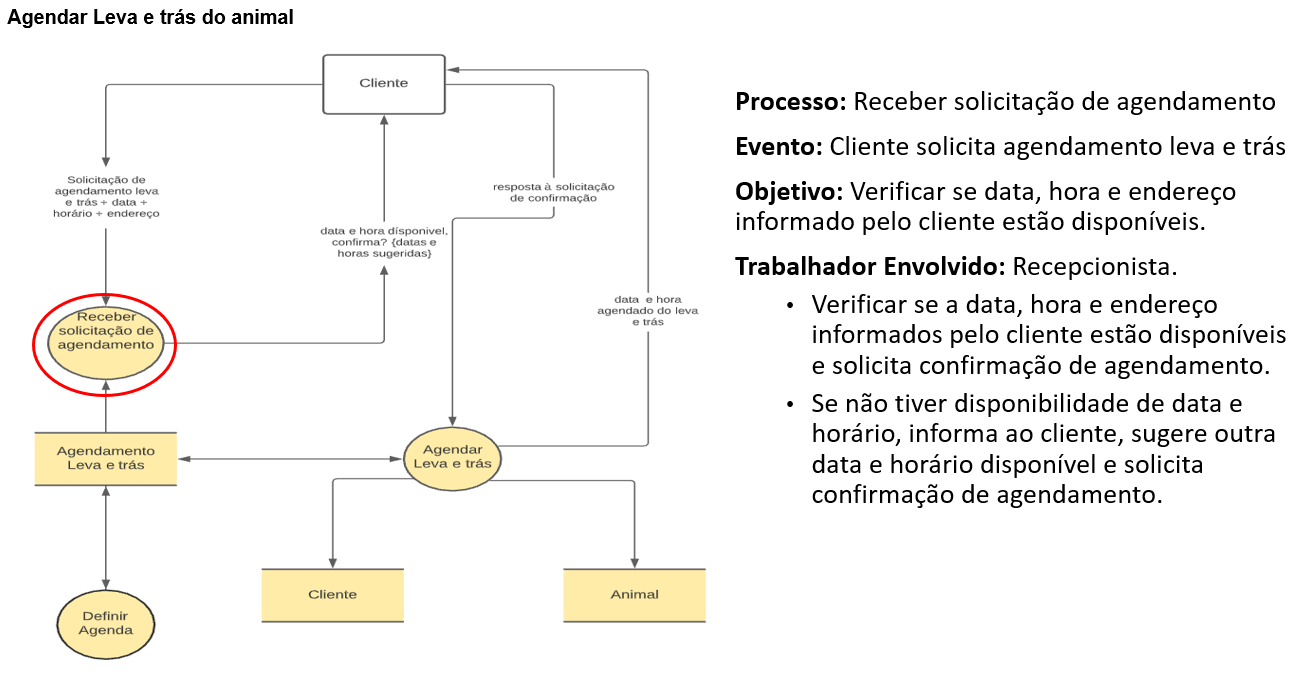 Agendar Leva e trás do animal
Cliente
Solicitação de
agendamento leva
e trás + data +
horário + endereço
resposta à solicitação
de confirmação
data e hora dísponivel,
confirma? {datas e
horas sugeridas}
data e hora
agendado do leva
e trás
Receber
solicitação de
agendamento
Agendamento
Leva e trás
Agendar
Leva e trás
Cliente
Animal
Definir
Agenda
Processo: Receber solicitação de agendamento
Evento: Cliente solicita agendamento leva e trás
Objetivo: Verificar se data, hora e endereço
informado pelo cliente estão disponíveis.
Trabalhador Envolvido: Recepcionista.
• Verificar se a data, hora e endereço
informados pelo cliente estão disponíveis
e solicita confirmação de agendamento.
• Se não tiver disponibilidade de data e
horário, informa ao cliente, sugere outra
data e horário disponível e solicita
confirmação de agendamento.